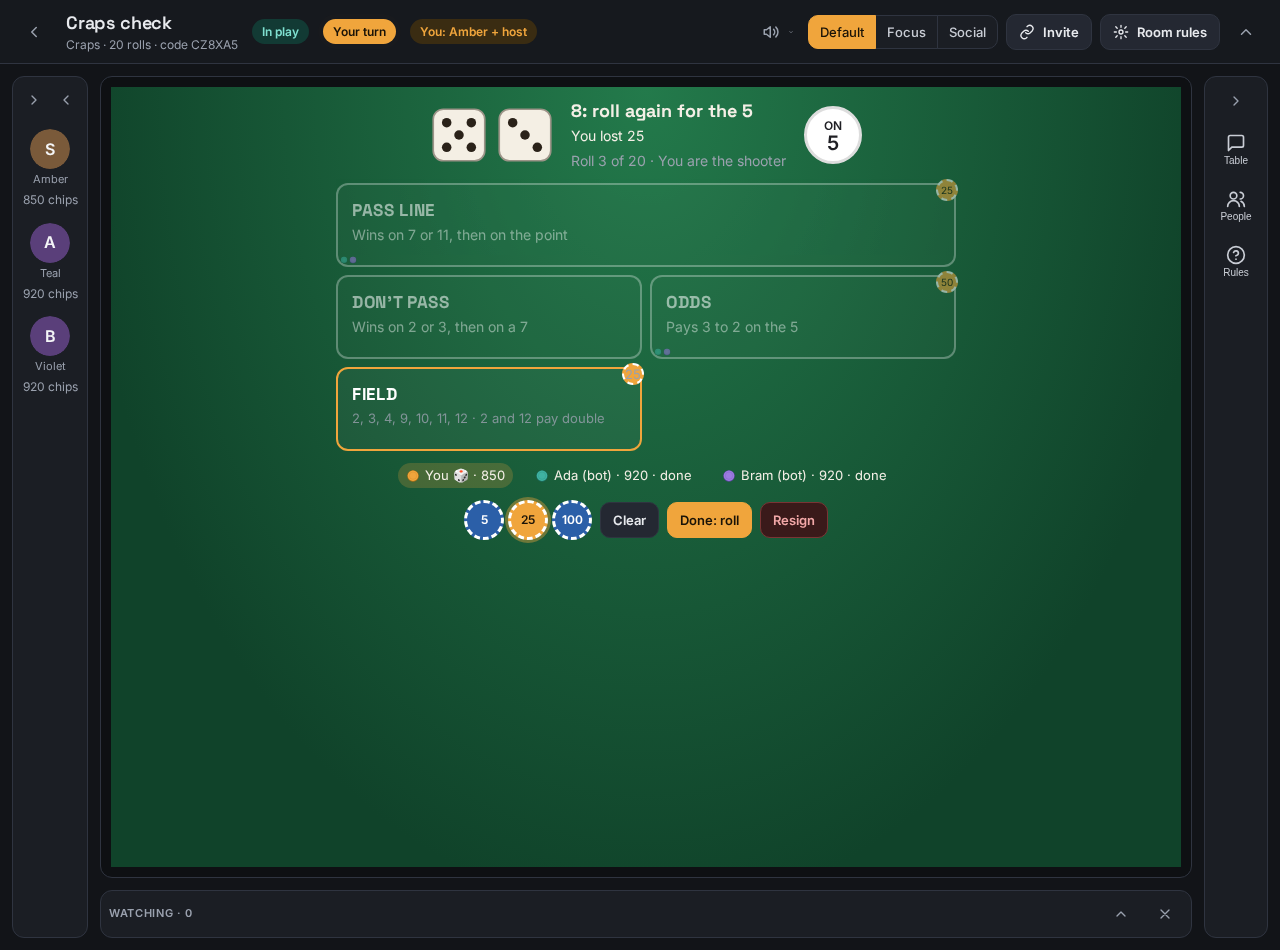 Craps check
Craps · 20 rolls · code CZ8XA5
In play
Your turn
You: Amber + host
Default
Focus
Social
Invite
Room rules
S
Amber
850 chips
A
Teal
920 chips
B
Violet
920 chips
8: roll again for the 5
You lost 25
Roll 3 of 20 · You are the shooter
ON
5
PASS LINE
Wins on 7 or 11, then on the point
25
DON'T PASS
Wins on 2 or 3, then on a 7
ODDS
Pays 3 to 2 on the 5
50
FIELD
2, 3, 4, 9, 10, 11, 12 · 2 and 12 pay double
You 🎲 · 850
Ada (bot) · 920 · done
Bram (bot) · 920 · done
5
25
100
Clear
Done: roll
Resign
Table
People
Rules
WATCHING · 0